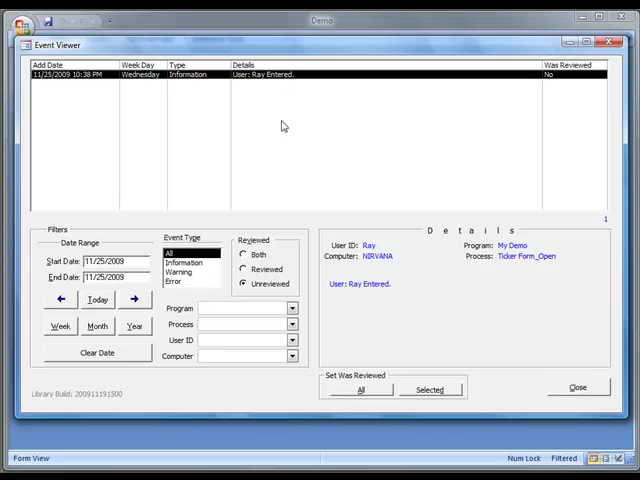 Demo
Event Viewer
Add Date Week Day Type Details Was Reviewed
11/25/2009 10:38 PM Wednesday Information User: Ray Entered. No
1
Filters
Date Range
Start Date: 11/25/2009
End Date: 11/25/2009
Today
Week Month Year
Clear Date
Event Type
All
Information
Warning
Error
Reviewed
Both
Reviewed
Unreviewed
Program
Process
User ID
Computer
Details
User ID: Ray Program: My Demo
Computer: NIRVANA Process: Ticker Form_Open
User: Ray Entered.
Set Was Reviewed
All Selected
Close
Library Build: 200911191500
Form View Num Lock Filtered